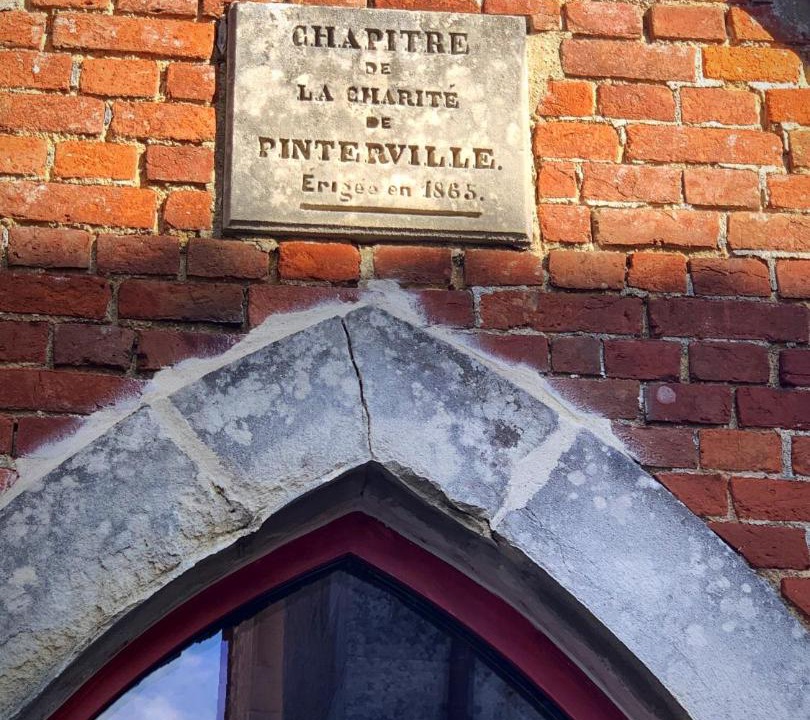 CHAPITRE
DE
LA CHARITÉ
DE
PINTERVILLE.
Érigée en 1865.